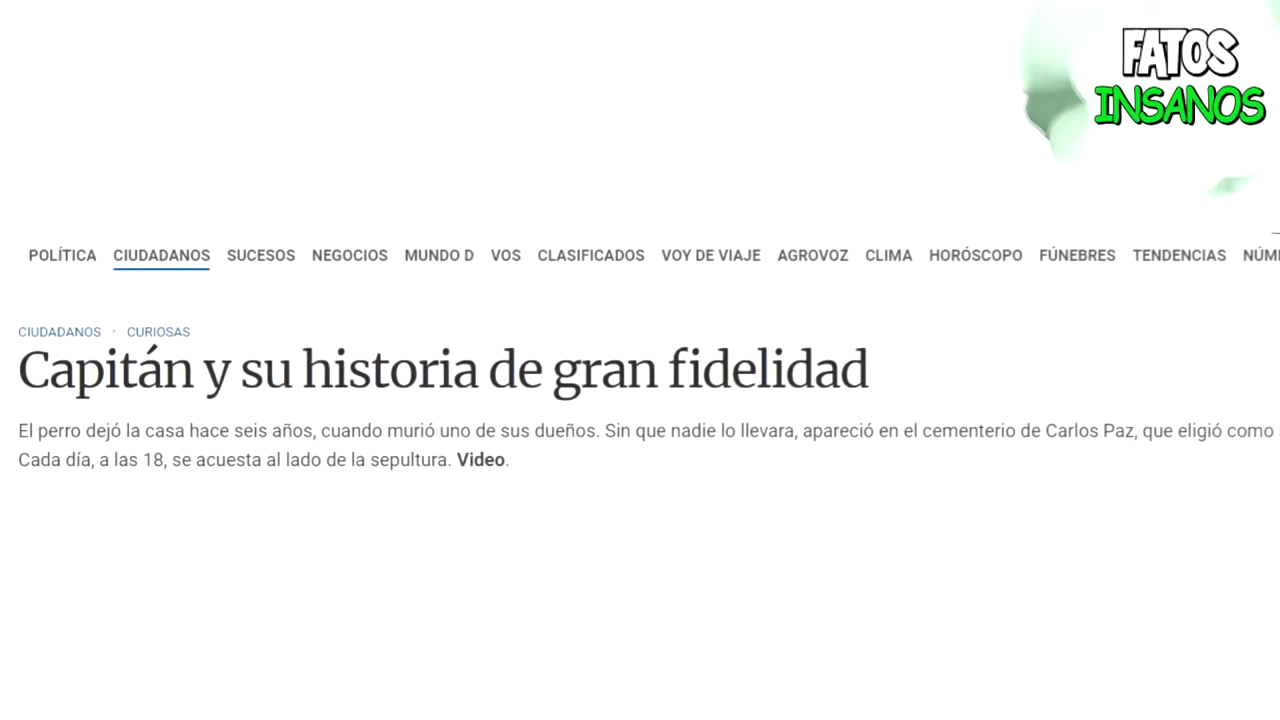 FATOS
INSANOS
POLÍTICA CIUDADANOS SUCESOS NEGOCIOS MUNDO D VOS CLASIFICADOS VOY DE VIAJE AGROVOZ CLIMA HORÓSCOPO FÚNEBRES TENDENCIAS
CIUDADANOS · CURIOSAS
Capitán y su historia de gran fidelidad
El perro dejó la casa hace seis años, cuando murió uno de sus dueños. Sin que nadie lo llevara, apareció en el cementerio de Carlos Paz, que eligió como
Cada día, a las 18, se acuesta al lado de la sepultura. Video.